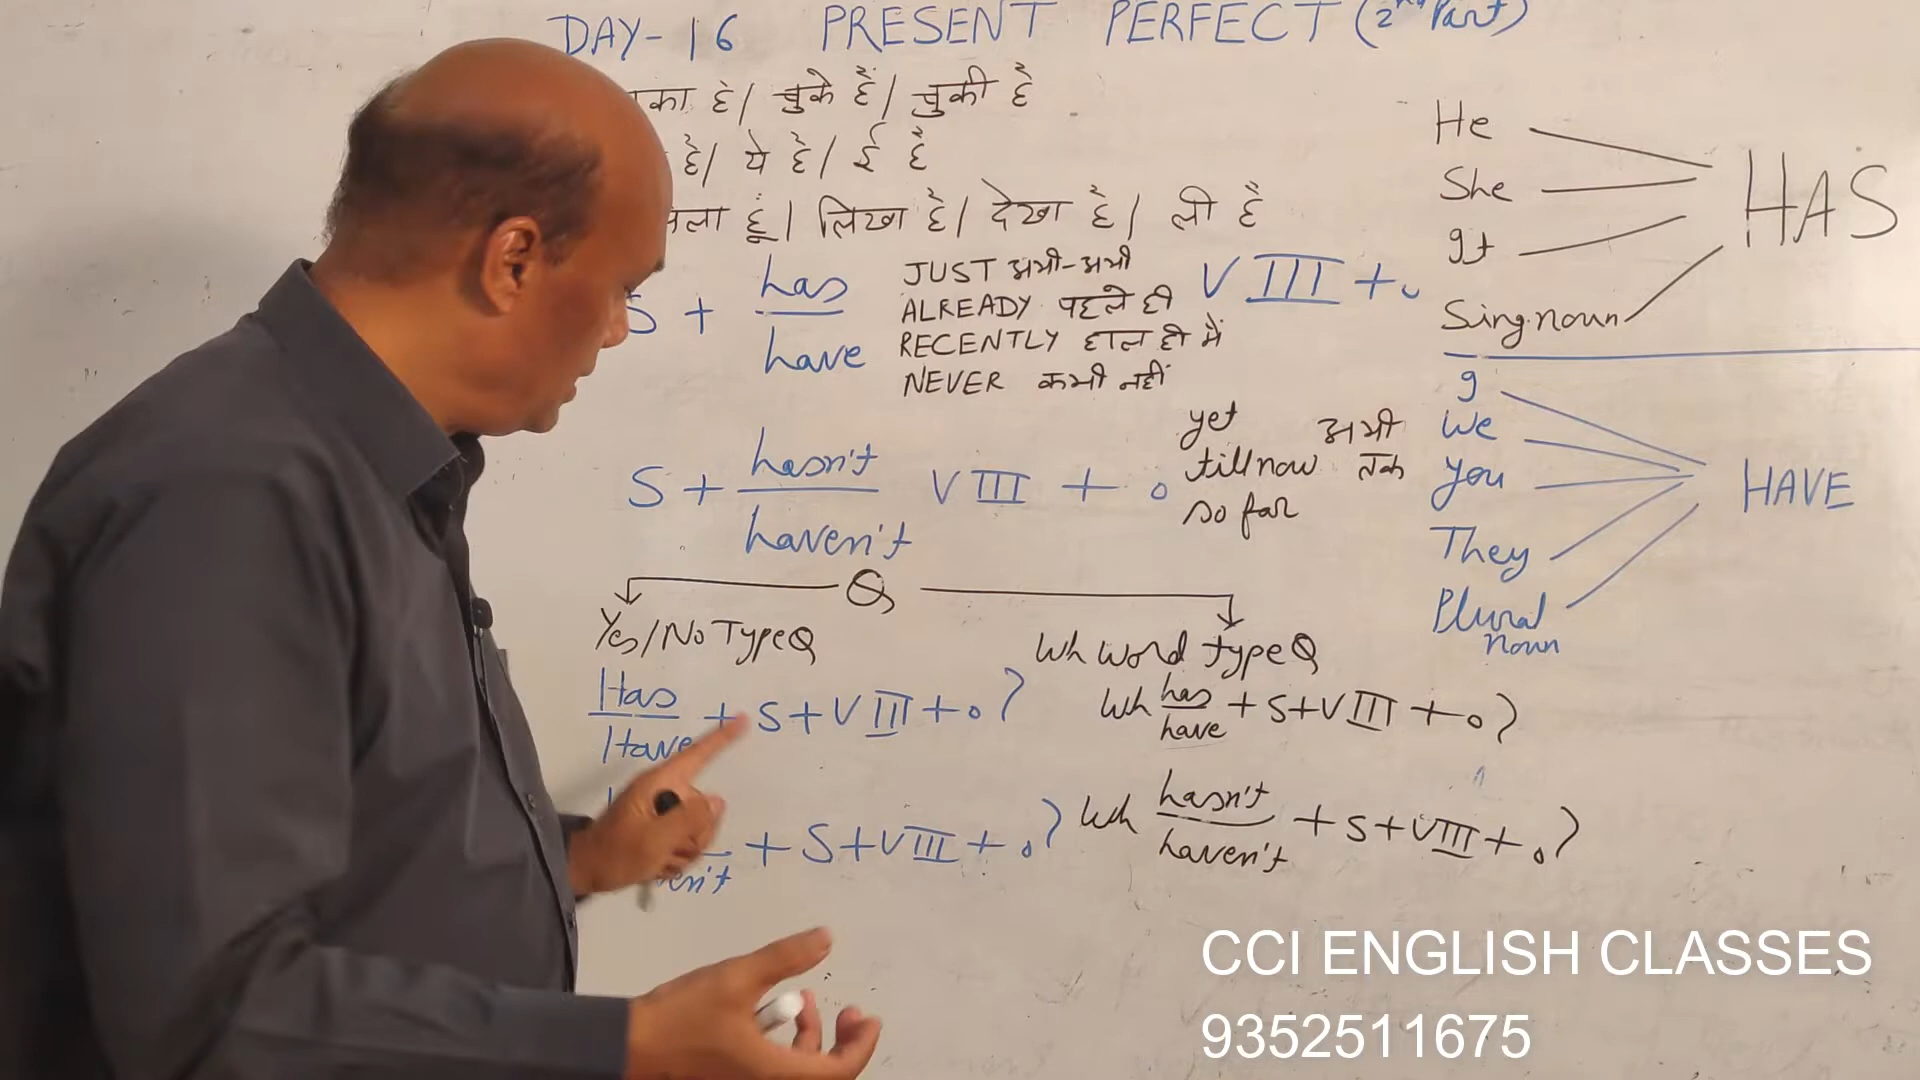 DAY-16 PRESENT PERFECT (2nd Part)
है/ चुके हैं/ चुकी है
है/ ये है/ ई है
हूं/ लिखा है/ देखा है/ ली है
S + has JUST अभी-अभी V III + o
ALREADY पहले ही
have RECENTLY हाल ही में
NEVER कभी नहीं
S + hasn't V III + o
haven't
yet
till now अभी तक
so far
Q
Yes/No Type Q
Has + S + V III + o ?
Have
+ S + V III + o ?
Wh word type Q
Wh has + S + V III + o ?
have
Wh hasn't + S + V III + o ?
haven't
He
She
It
Sing. noun
HAS
I
We
You
They
Plural
noun
HAVE
CCI ENGLISH CLASSES
9352511675